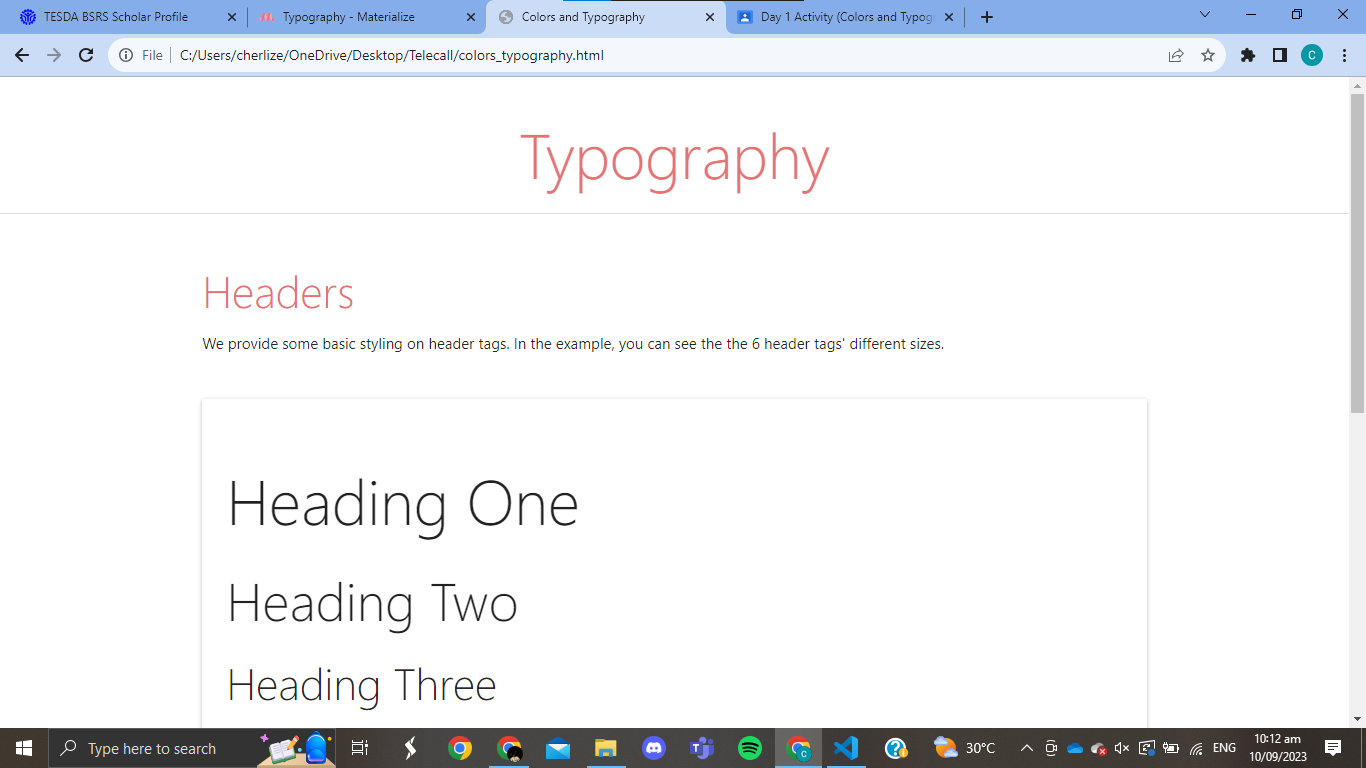 TESDA BSRS Scholar Profile
Typography - Materialize
Colors and Typography
Day 1 Activity (Colors and Typogr
File
C:/Users/cherlize/OneDrive/Desktop/Telecall/colors_typography.html
C
Typography
Headers
We provide some basic styling on header tags. In the example, you can see the the 6 header tags' different sizes.
Heading One
Heading Two
Heading Three
Type here to search
30°C
ENG
10:12 am
10/09/2023